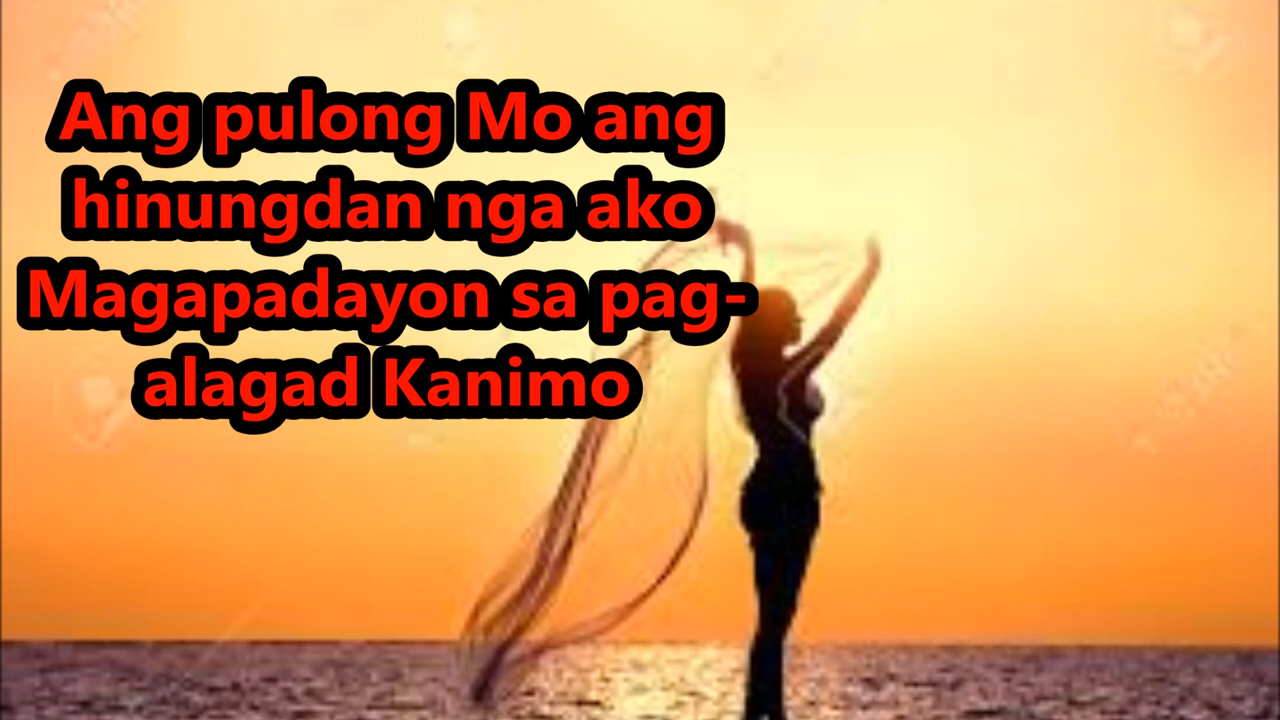 Ang pulong Mo ang
hinungdan nga ako
Magapadayon sa pag-
alagad Kanimo